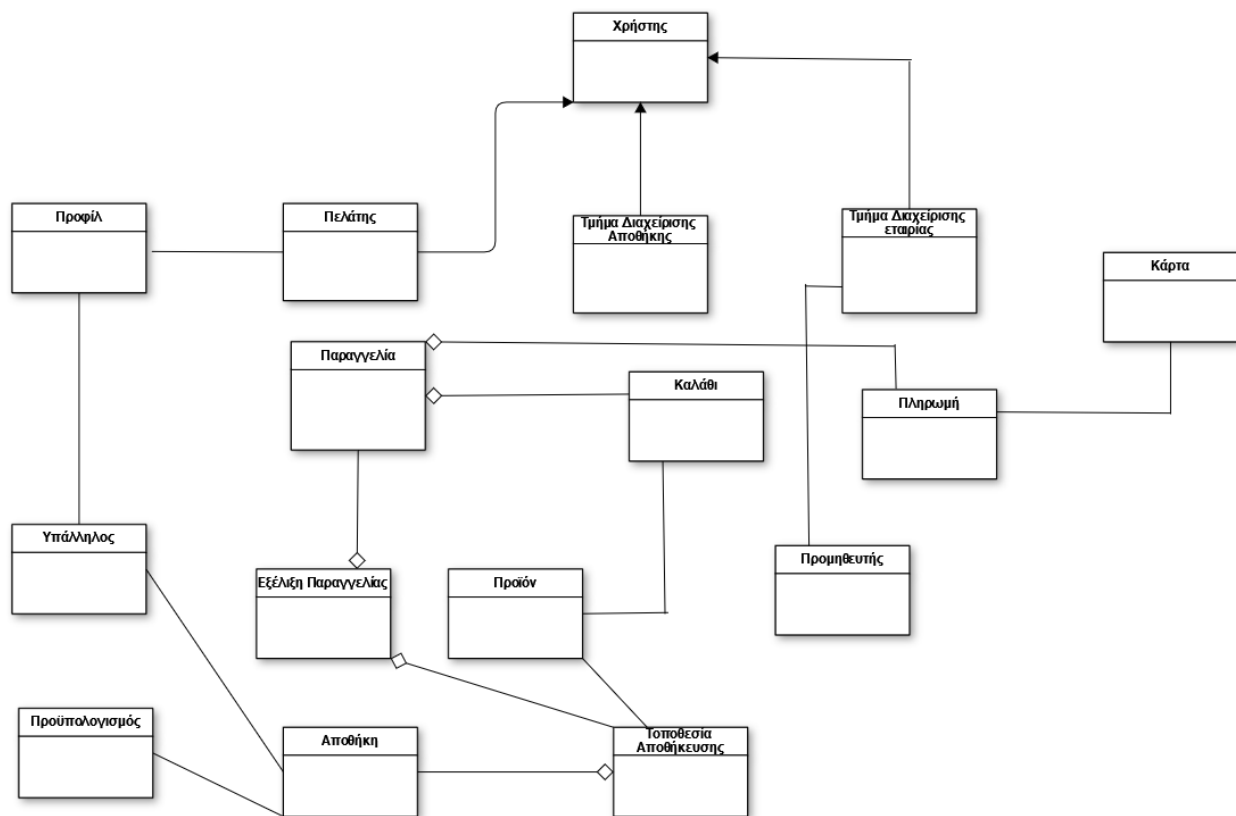 Χρήστης
Προφίλ
Πελάτης
Τμήμα Διαχείρισης
Αποθήκης
Τμήμα Διαχείρισης
εταιρίας
Κάρτα
Παραγγελία
Καλάθι
Πληρωμή
Υπάλληλος
Εξέλιξη Παραγγελίας
Προϊόν
Προμηθευτής
Προϋπολογισμός
Αποθήκη
Τοποθεσία
Αποθήκευσης